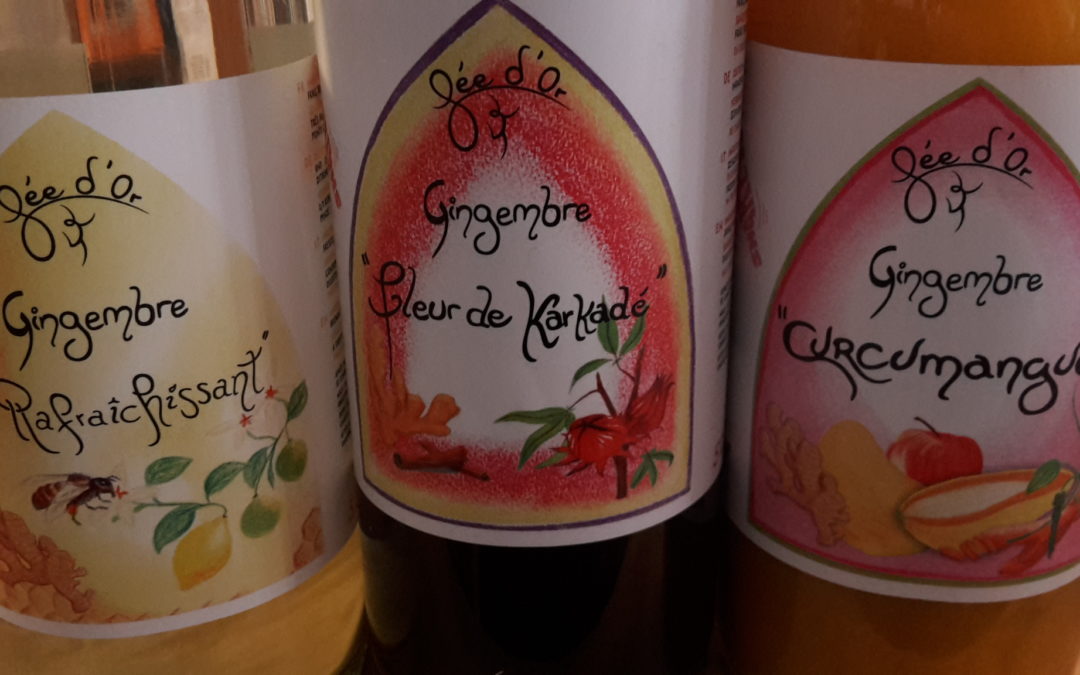 Fée d'Or
Gingembre
Rafraîchissant"
Fée d'Or
Gingembre
"Fleur de Karkadé"
Fée d'Or
Gingembre
"Curcumangue